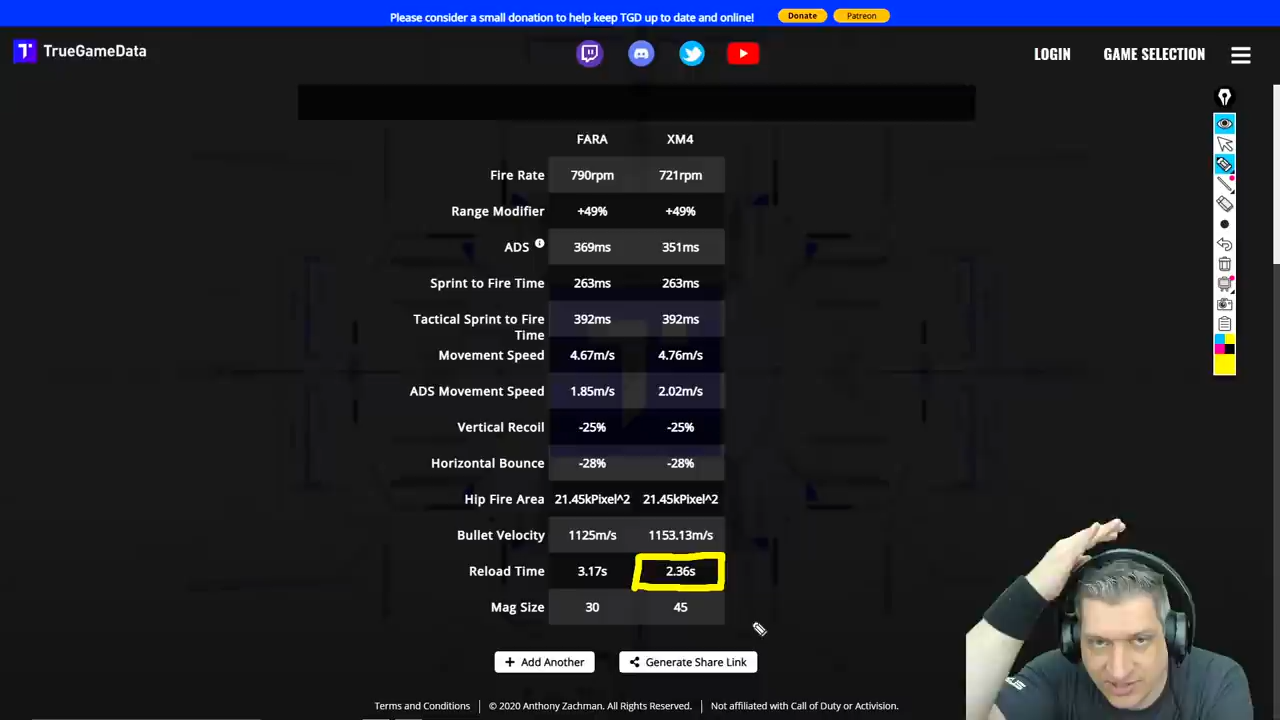 Please consider a small donation to help keep TGD up to date and online! Donate Patreon
TrueGameData LOGIN GAME SELECTION
FARA XM4
Fire Rate 790rpm 721rpm
Range Modifier +49% +49%
ADS 369ms 351ms
Sprint to Fire Time 263ms 263ms
Tactical Sprint to Fire Time 392ms 392ms
Movement Speed 4.67m/s 4.76m/s
ADS Movement Speed 1.85m/s 2.02m/s
Vertical Recoil -25% -25%
Horizontal Bounce -28% -28%
Hip Fire Area 21.45kPixel^2 21.45kPixel^2
Bullet Velocity 1125m/s 1153.13m/s
Reload Time 3.17s 2.36s
Mag Size 30 45
+ Add Another Generate Share Link
Terms and Conditions | © 2020 Anthony Zachman. All Rights Reserved. | Not affiliated with Call of Duty or Activision.